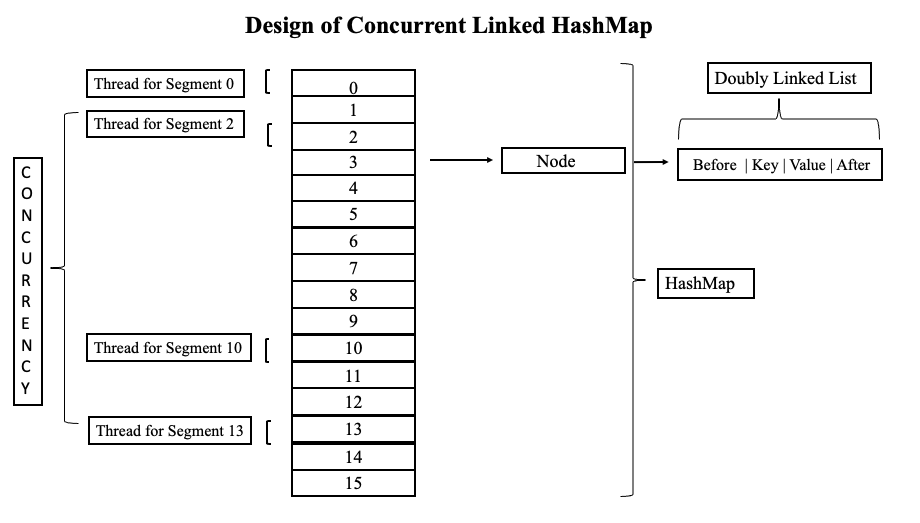 Design of Concurrent Linked HashMap
Thread for Segment 0
Thread for Segment 2
Thread for Segment 10
Thread for Segment 13
CONCURRENCY
0
1
2
3
4
5
6
7
8
9
10
11
12
13
14
15
Node
Doubly Linked List
Before | Key | Value | After
HashMap